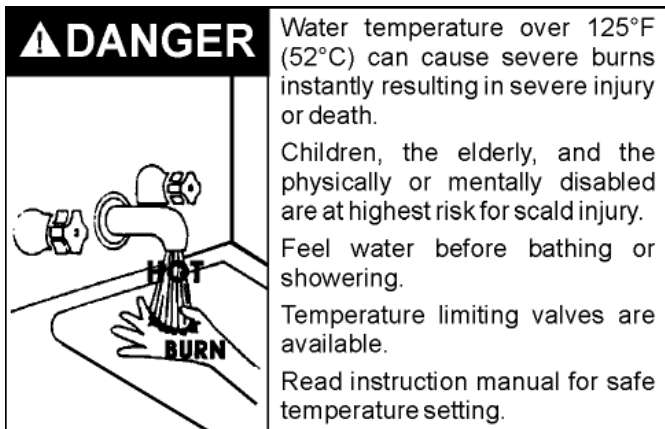 DANGER
HOT
BURN
Water temperature over 125°F
(52°C) can cause severe burns
instantly resulting in severe injury
or death.
Children, the elderly, and the
physically or mentally disabled
are at highest risk for scald injury.
Feel water before bathing or
showering.
Temperature limiting valves are
available.
Read instruction manual for safe
temperature setting.